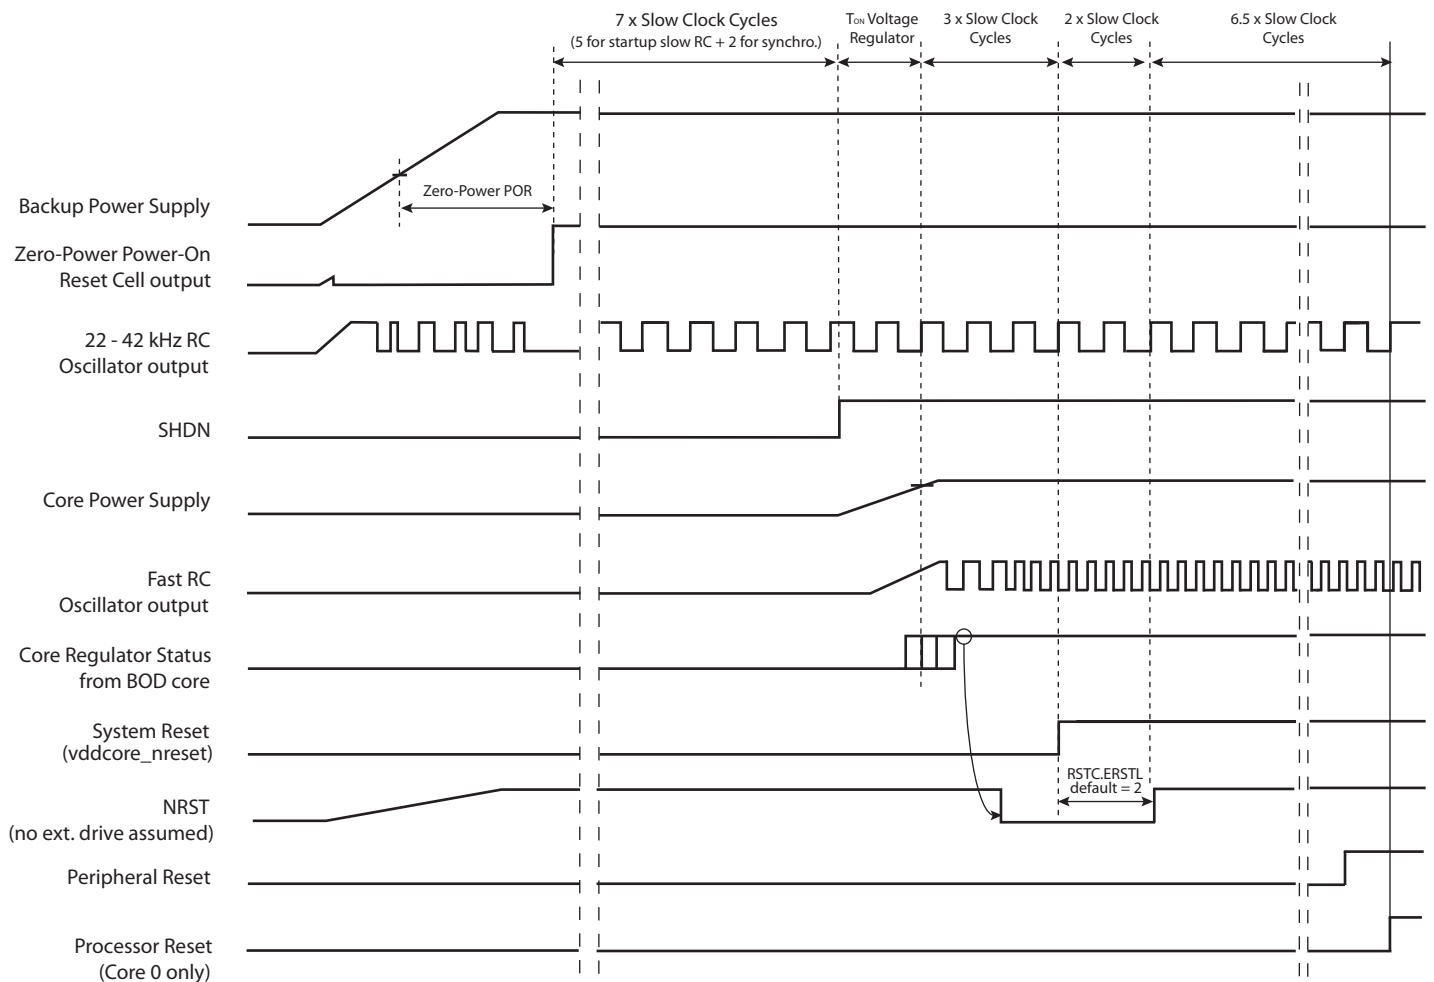 7 x Slow Clock Cycles
(5 for startup slow RC + 2 for synchro.)
TON Voltage
Regulator
3 x Slow Clock
Cycles
2 x Slow Clock
Cycles
6.5 x Slow Clock
Cycles
Zero-Power POR
Backup Power Supply
Zero-Power Power-On
Reset Cell output
22 - 42 kHz RC
Oscillator output
SHDN
Core Power Supply
Fast RC
Oscillator output
Core Regulator Status
from BOD core
System Reset
(vddcore_nreset)
RSTC.ERSTL
default = 2
NRST
(no ext. drive assumed)
Peripheral Reset
Processor Reset
(Core 0 only)